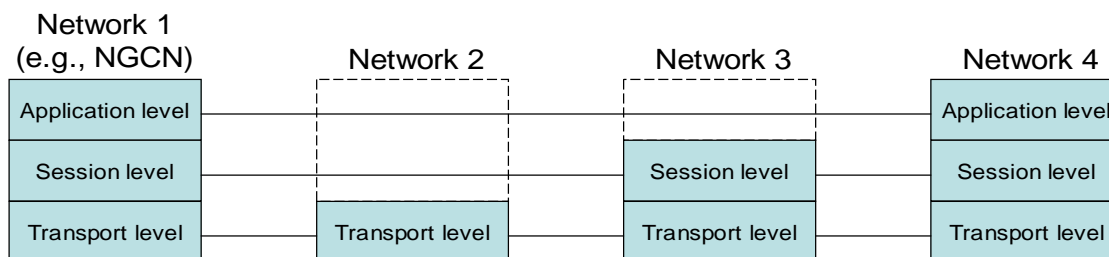 Network 1
(e.g., NGCN)
Network 2
Network 3
Network 4
Application level
Application level
Session level
Session level
Session level
Transport level
Transport level
Transport level
Transport level